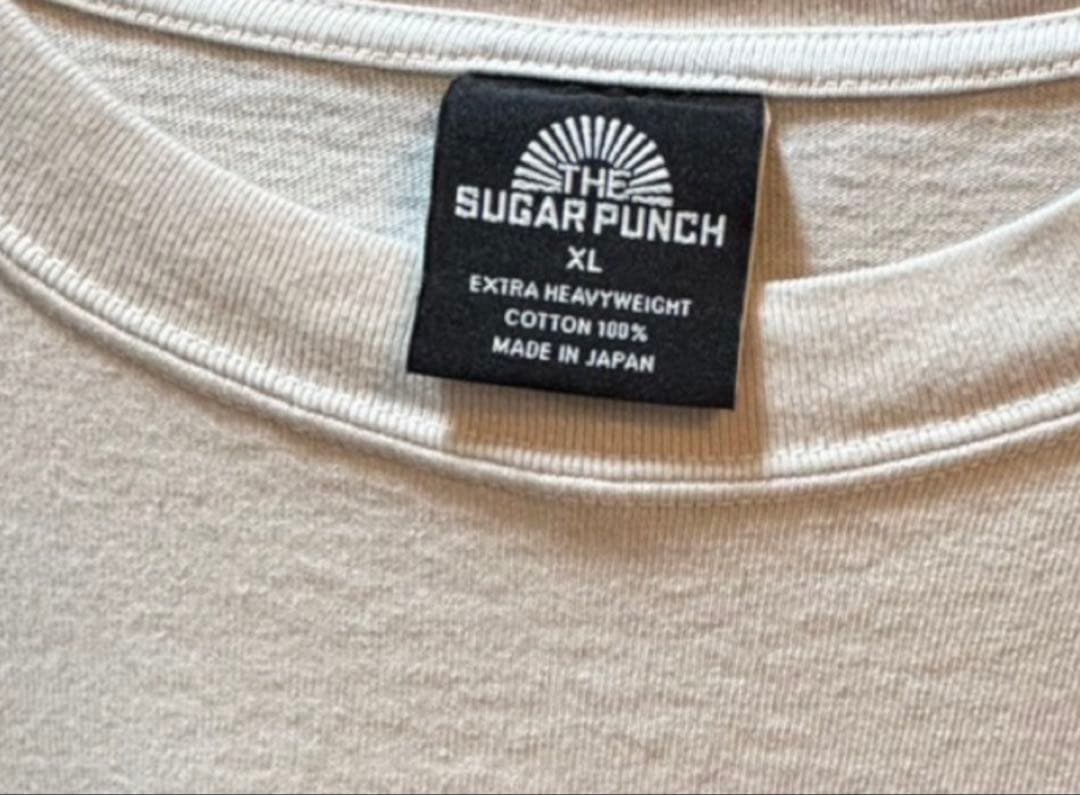 THE
SUGAR PUNCH
XL
EXTRA HEAVYWEIGHT
COTTON 100%
MADE IN JAPAN